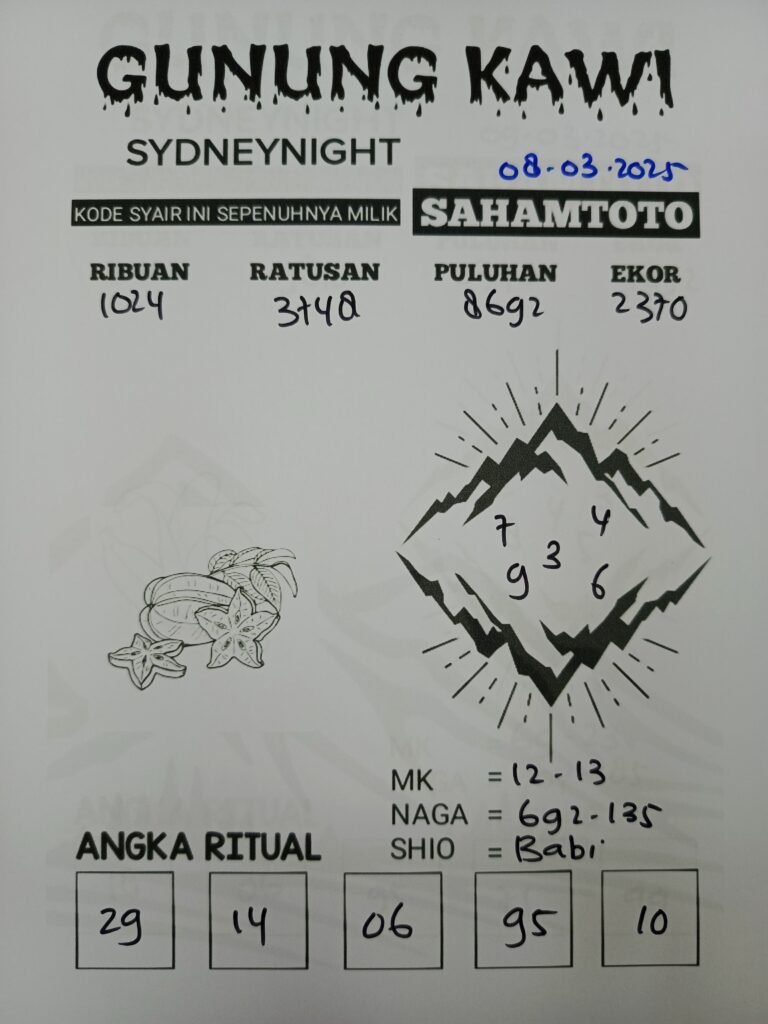 GUNUNG KAWI
SYDNEYNIGHT
08-03-2025
KODE SYAIR INI SEPENUHNYA MILIK SAHAMTOTO
RIBUAN RATUSAN PULUHAN EKOR
1024 3748 8692 2370
7 4
3
9 6
MK = 12 - 13
NAGA = 692 - 135
SHIO = Babi
ANGKA RITUAL
29 14 06 95 10